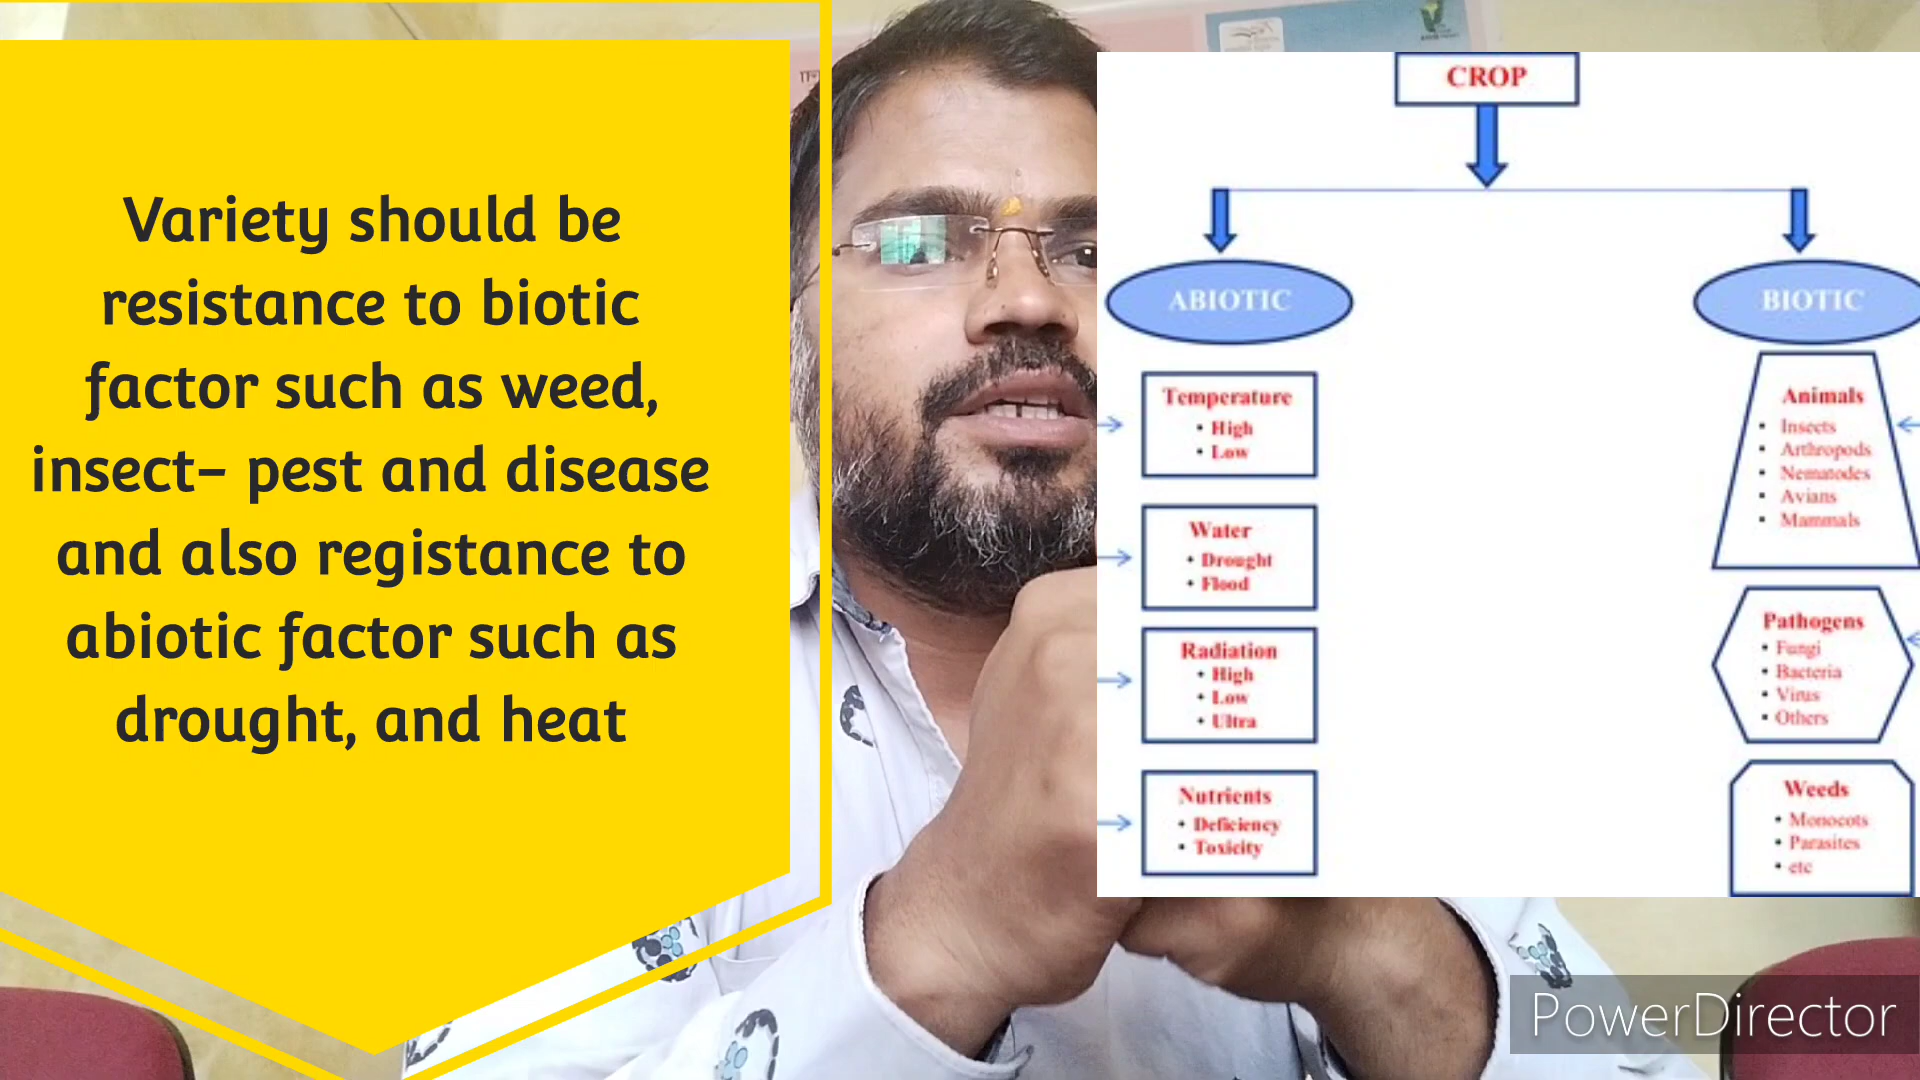 Variety should be
resistance to biotic
factor such as weed,
insect- pest and disease
and also registance to
abiotic factor such as
drought, and heat
CROP
ABIOTIC
BIOTIC
Temperature
• High
• Low
Water
• Drought
• Flood
Radiation
• High
• Low
• Ultra
Nutrients
• Deficiency
• Toxicity
Animals
• Insects
• Arthropods
• Nematodes
• Avians
• Mammals
Pathogens
• Fungi
• Bacteria
• Virus
• Others
Weeds
• Monocots
• Parasites
• etc
PowerDirector